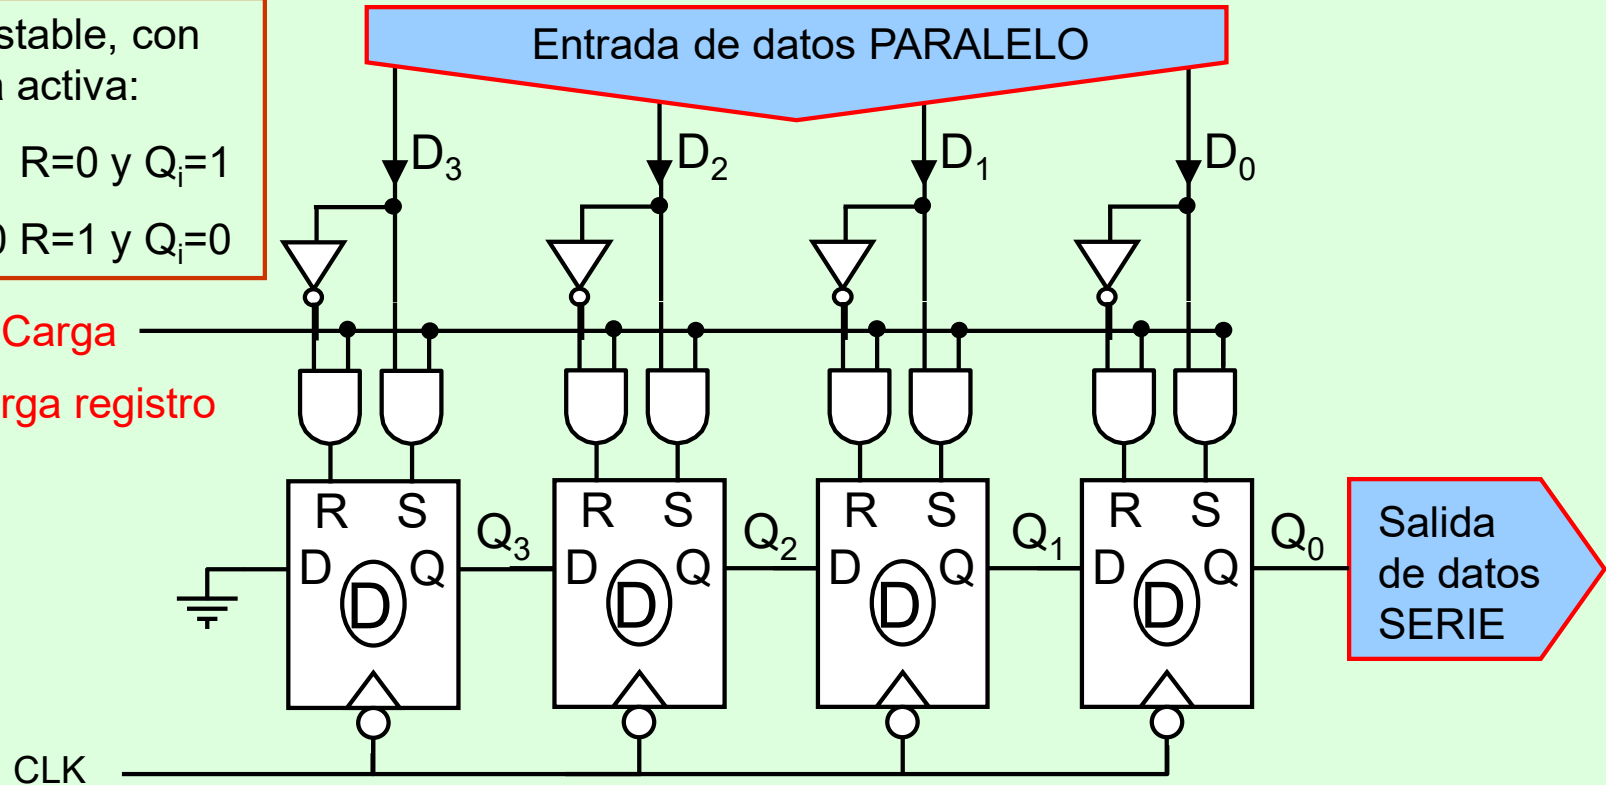 stable, con
activa:
R=0 y Qᵢ=1
R=1 y Qᵢ=0
Entrada de datos PARALELO
D₃ D₂ D₁ D₀
Carga
registro
R S R S R S R S
Q₃ Q₂ Q₁ Q₀
D Q D Q D Q D Q
D D D D
Salida
de datos
SERIE
CLK